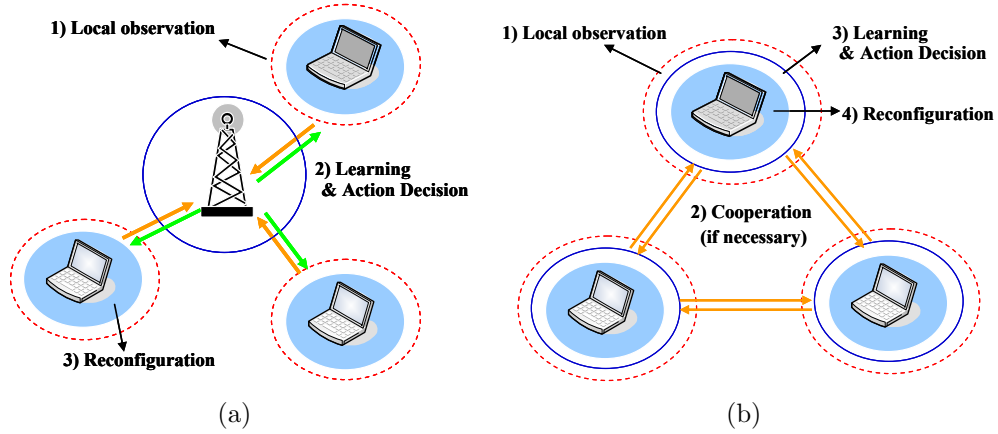 1) Local observation
2) Learning
& Action Decision
3) Reconfiguration
(a)
1) Local observation
3) Learning
& Action Decision
4) Reconfiguration
2) Cooperation
(if necessary)
(b)